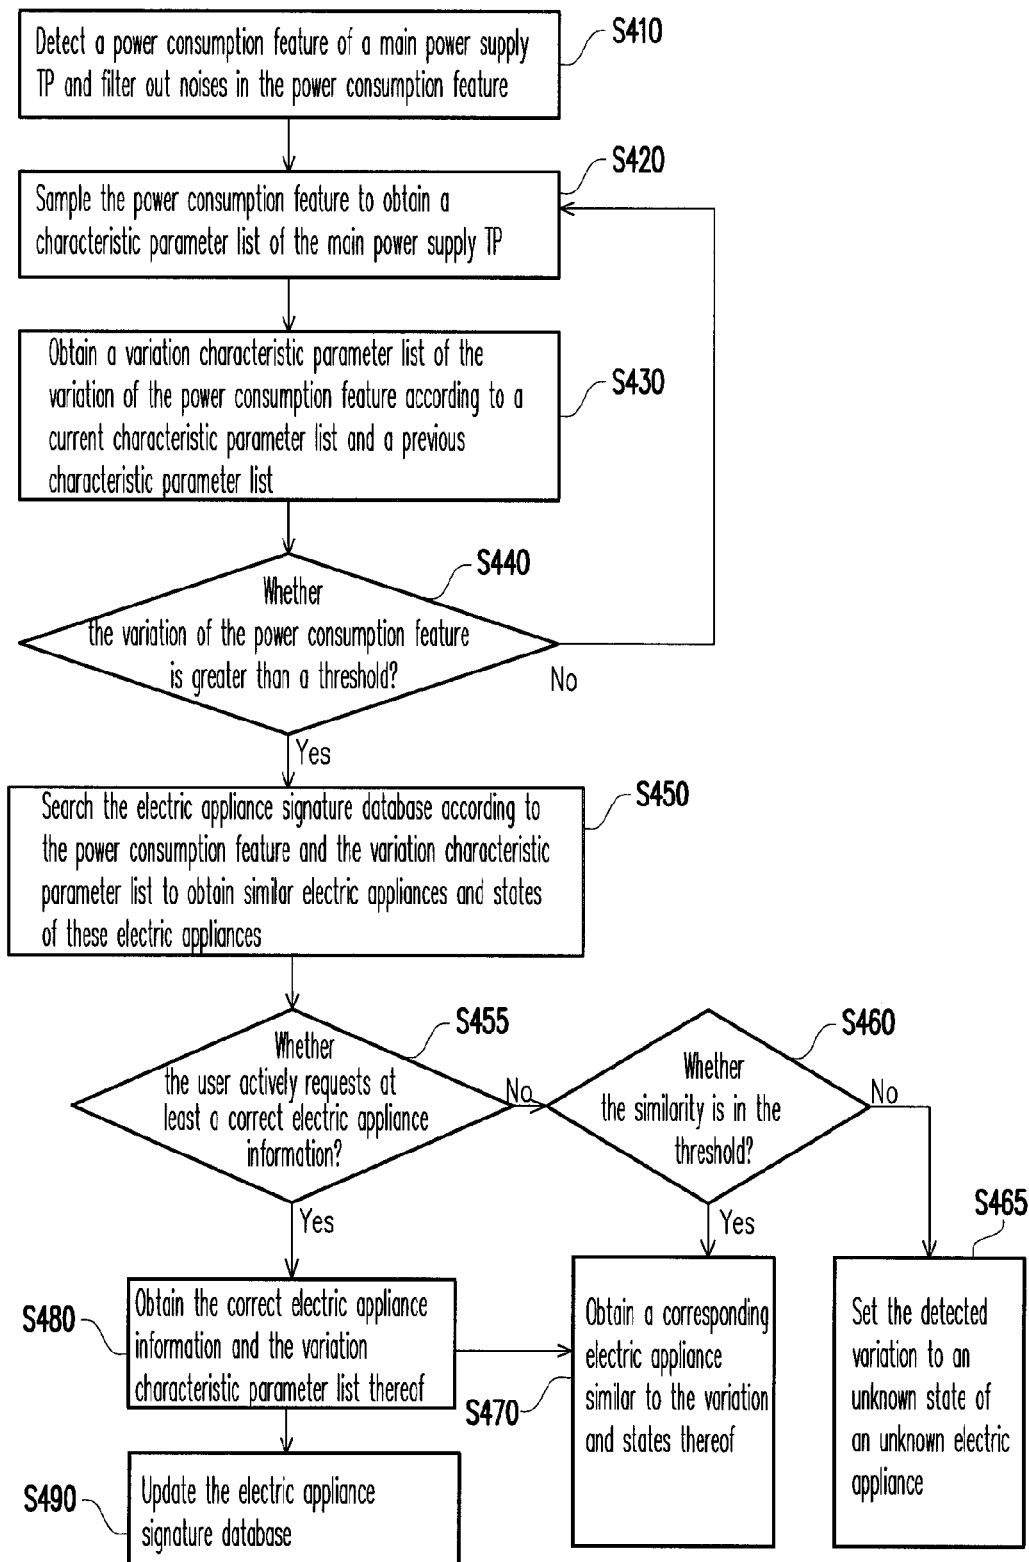 Detect a power consumption feature of a main power supply
TP and filter out noises in the power consumption feature
S410
Sample the power consumption feature to obtain a
characteristic parameter list of the main power supply TP
S420
Obtain a variation characteristic parameter list of the
variation of the power consumption feature according to a
current characteristic parameter list and a previous
characteristic parameter list
S430
Whether
the variation of the power consumption feature
is greater than a threshold?
S440
No
Yes
Search the electric appliance signature database according to
the power consumption feature and the variation characteristic
parameter list to obtain similar electric appliances and states
of these electric appliances
S450
Whether
the user actively requests at
least a correct electric appliance
information?
S455
No
Yes
Whether
the similarity is in the
threshold?
S460
No
Yes
S465
Obtain the correct electric appliance
information and the variation
characteristic parameter list thereof
S480
Obtain a corresponding
electric appliance
similar to the variation
and states thereof
S470
Set the detected
variation to an
unknown state of
an unknown electric
appliance
Update the electric appliance
signature database
S490